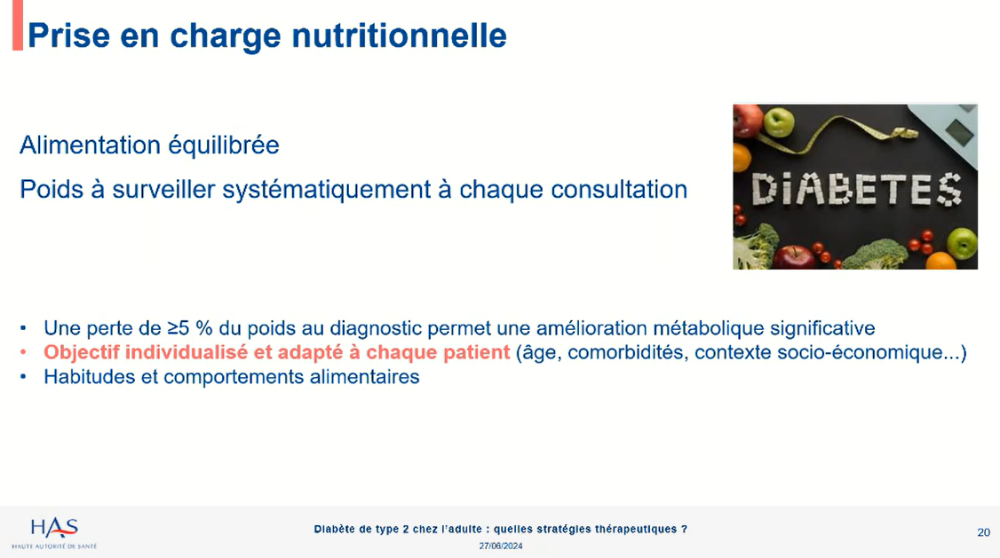 Prise en charge nutritionnelle
Alimentation équilibrée
Poids à surveiller systématiquement à chaque consultation
DiABETES
• Une perte de ≥5 % du poids au diagnostic permet une amélioration métabolique significative
• Objectif individualisé et adapté à chaque patient (âge, comorbidités, contexte socio-économique...)
• Habitudes et comportements alimentaires
HAS
HAUTE AUTORITÉ DE SANTÉ
Diabète de type 2 chez l'adulte : quelles stratégies thérapeutiques ?
27/06/2024
20